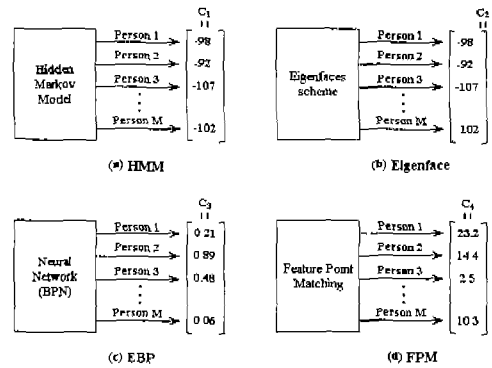 C1
Hidden
Markov
Model
Person 1
Person 2
Person 3
Person M
-98
-92
-107
-102
(a) HMM
C2
Eigenfaces
scheme
Person 1
Person 2
Person 3
Person M
-98
-92
-107
102
(b) Eigenface
C3
Neural
Network
(BPN)
Person 1
Person 2
Person 3
Person M
0.21
0.89
0.48
0.06
(c) EBP
C4
Feature Point
Matching
Person 1
Person 2
Person 3
Person M
23.2
14.4
2.5
10.3
(d) FPM